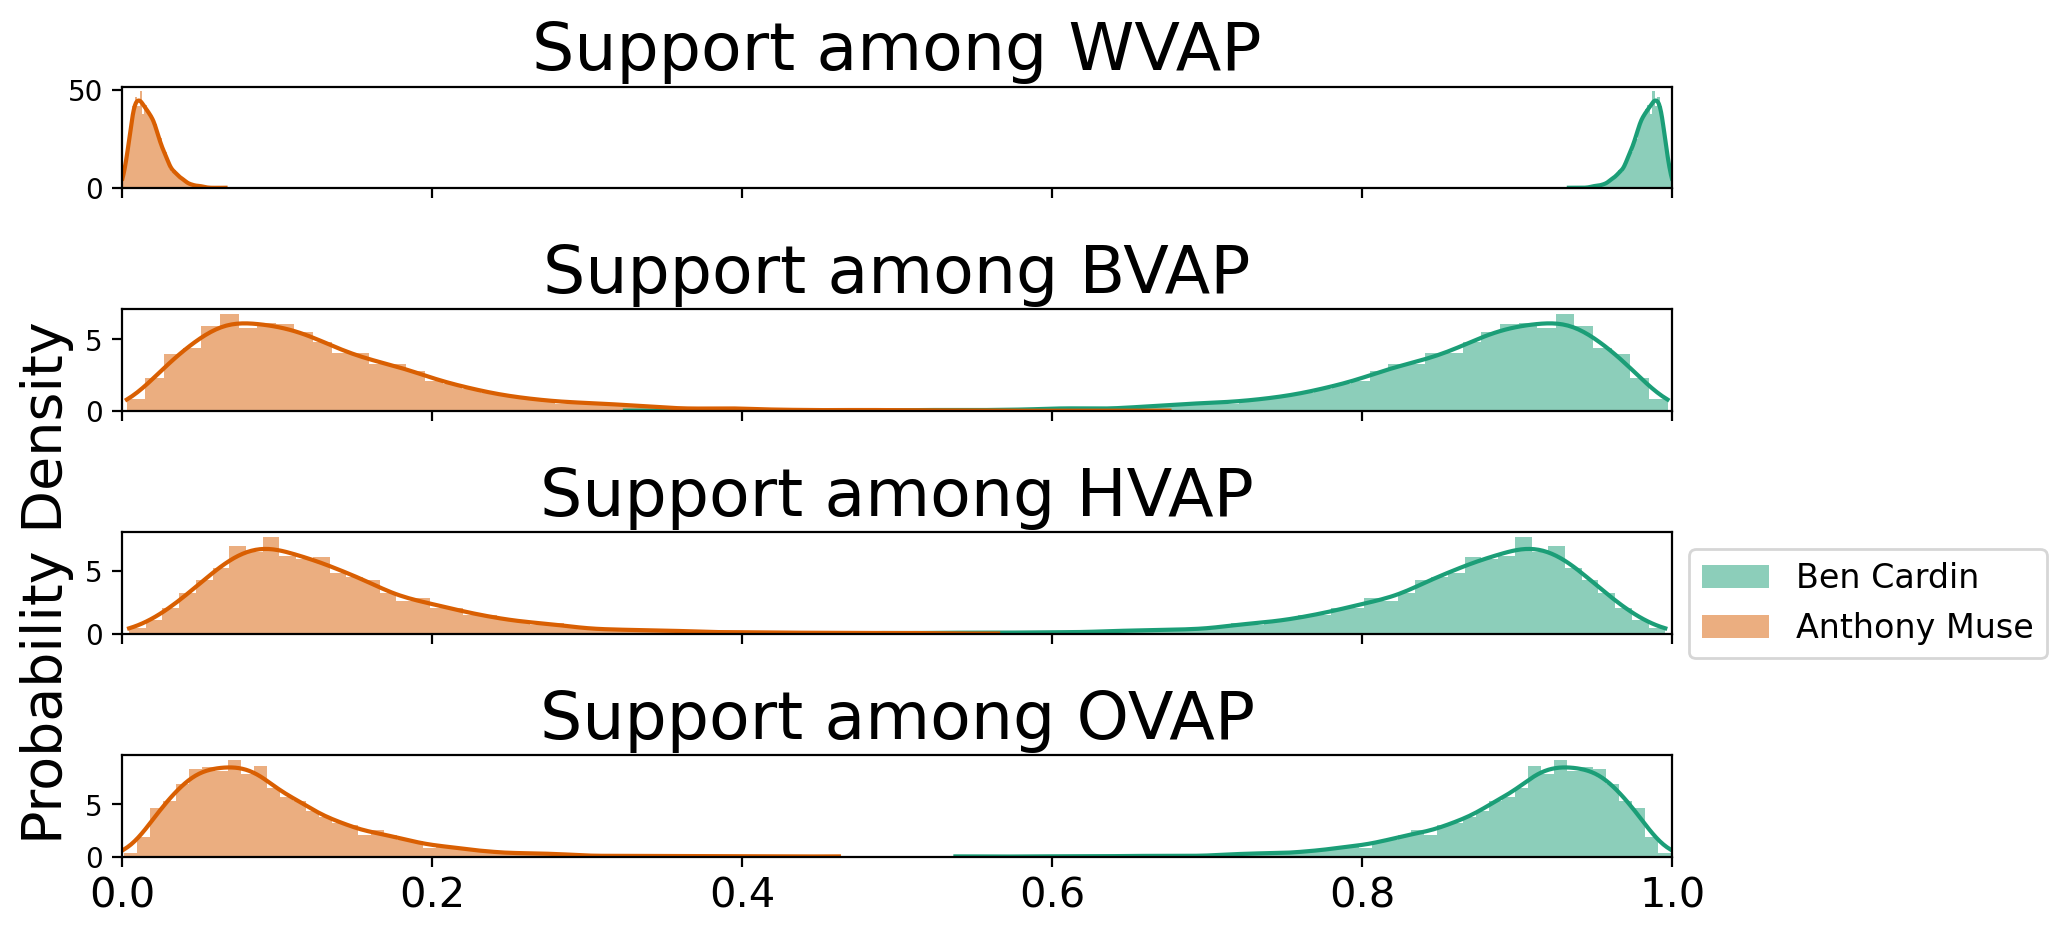 Support among WVAP
50
0
Support among BVAP
5
0
Support among HVAP
5
0
Support among OVAP
5
0
0.0 0.2 0.4 0.6 0.8 1.0
Probability Density
Ben Cardin
Anthony Muse